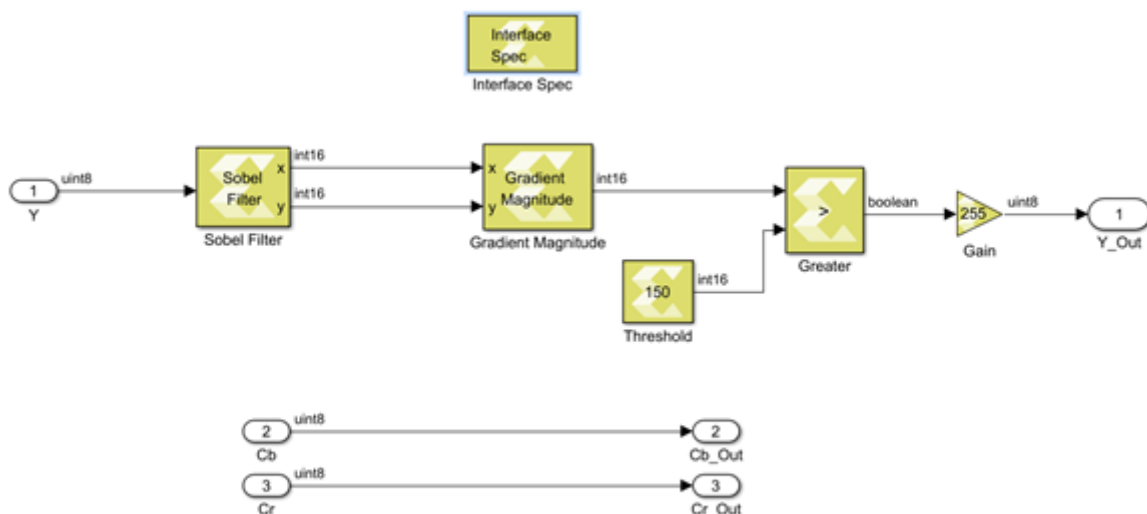 Interface
Spec
Interface Spec
uint8
1
Y
Sobel
Filter
x
y
Sobel Filter
int16
int16
x
y
Gradient
Magnitude
Gradient Magnitude
int16
150
Threshold
int16
>
Greater
boolean
255
Gain
uint8
1
Y_Out
2
Cb
uint8
2
Cb_Out
3
Cr
uint8
3
Cr_Out